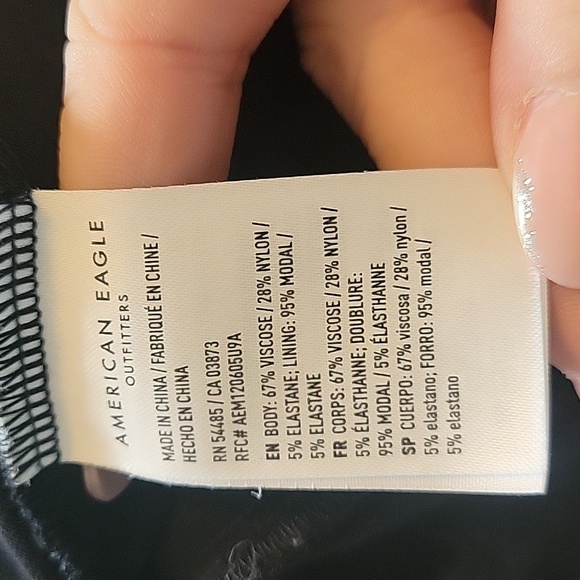 AMERICAN EAGLE
OUTFITTERS
MADE IN CHINA / FABRIQUÉ EN CHINE /
HECHO EN CHINA
RN 54485 / CA 03873
RFC# AEM120605U9A
EN BODY: 67% VISCOSE / 28% NYLON /
5% ELASTANE; LINING: 95% MODAL /
5% ELASTANE
FR CORPS: 67% VISCOSE / 28% NYLON /
5% ÉLASTHANNE; DOUBLURE:
95% MODAL / 5% ÉLASTHANNE
SP CUERPO: 67% viscosa / 28% nylon /
5% elastano; FORRO: 95% modal /
5% elastano